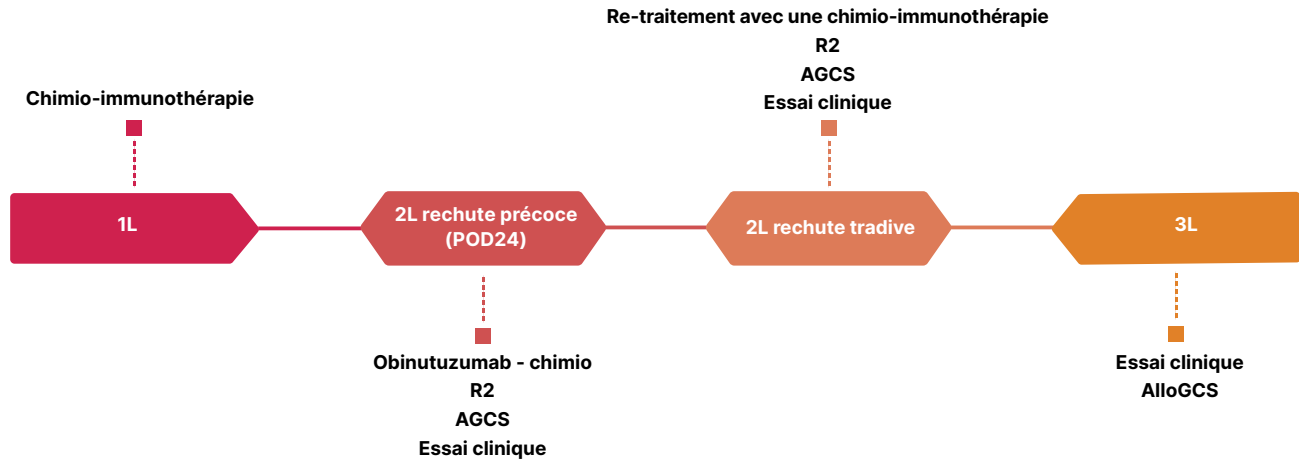 Re-traitement avec une chimio-immunothérapie
R2
AGCS
Essai clinique
Chimio-immunothérapie
1L
2L rechute précoce
(POD24)
2L rechute tradive
3L
Obinutuzumab - chimio
R2
AGCS
Essai clinique
Essai clinique
AlloGCS